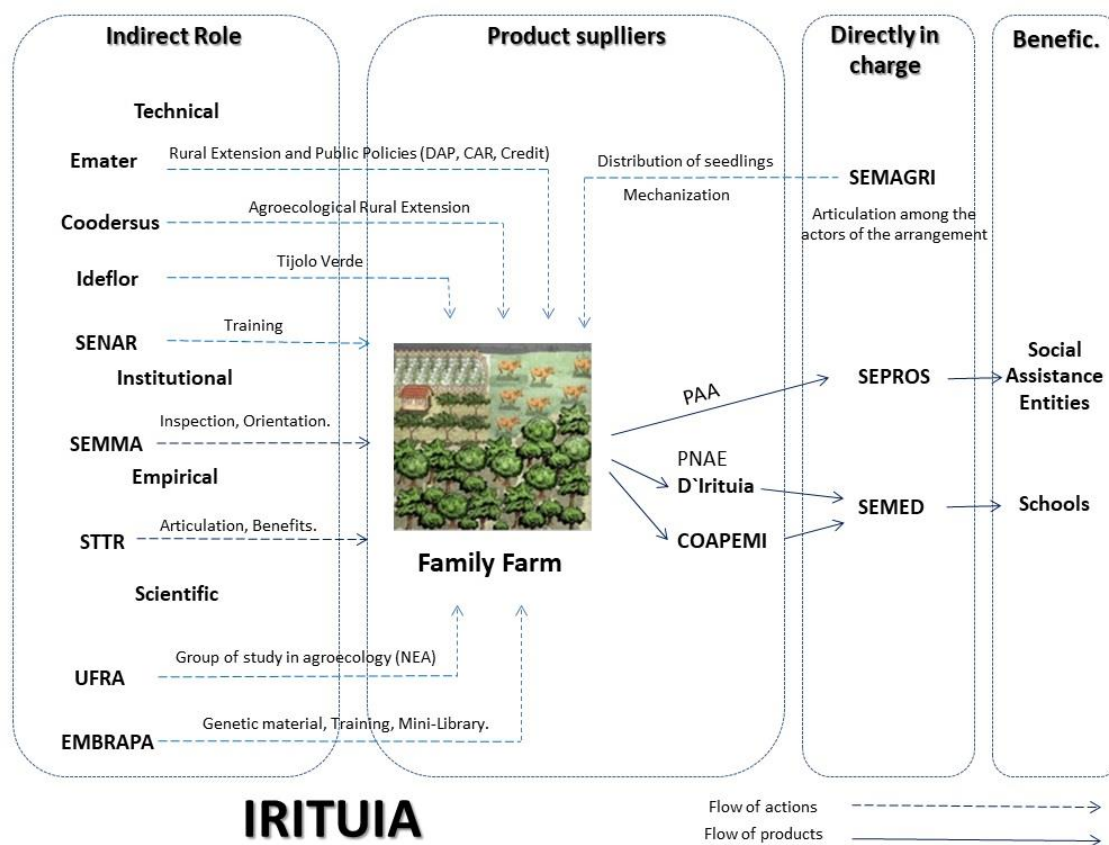 Indirect Role
Technical
Emater
Rural Extension and Public Policies (DAP, CAR, Credit)
Coodersus
Agroecological Rural Extension
Ideflor
Tijolo Verde
SENAR
Training
Institutional
SEMMA
Inspection, Orientation.
Empirical
STTR
Articulation, Benefits.
Scientific
UFRA
Group of study in agroecology (NEA)
EMBRAPA
Genetic material, Training, Mini-Library.
Product suplliers
Distribution of seedlings
Mechanization
Family Farm
PAA
PNAE
D`Irituia
COAPEMI
Directly in
charge
SEMAGRI
Articulation among the
actors of the arrangement
SEPROS
SEMED
Benefic.
Social
Assistance
Entities
Schools
IRITUIA
Flow of actions
Flow of products